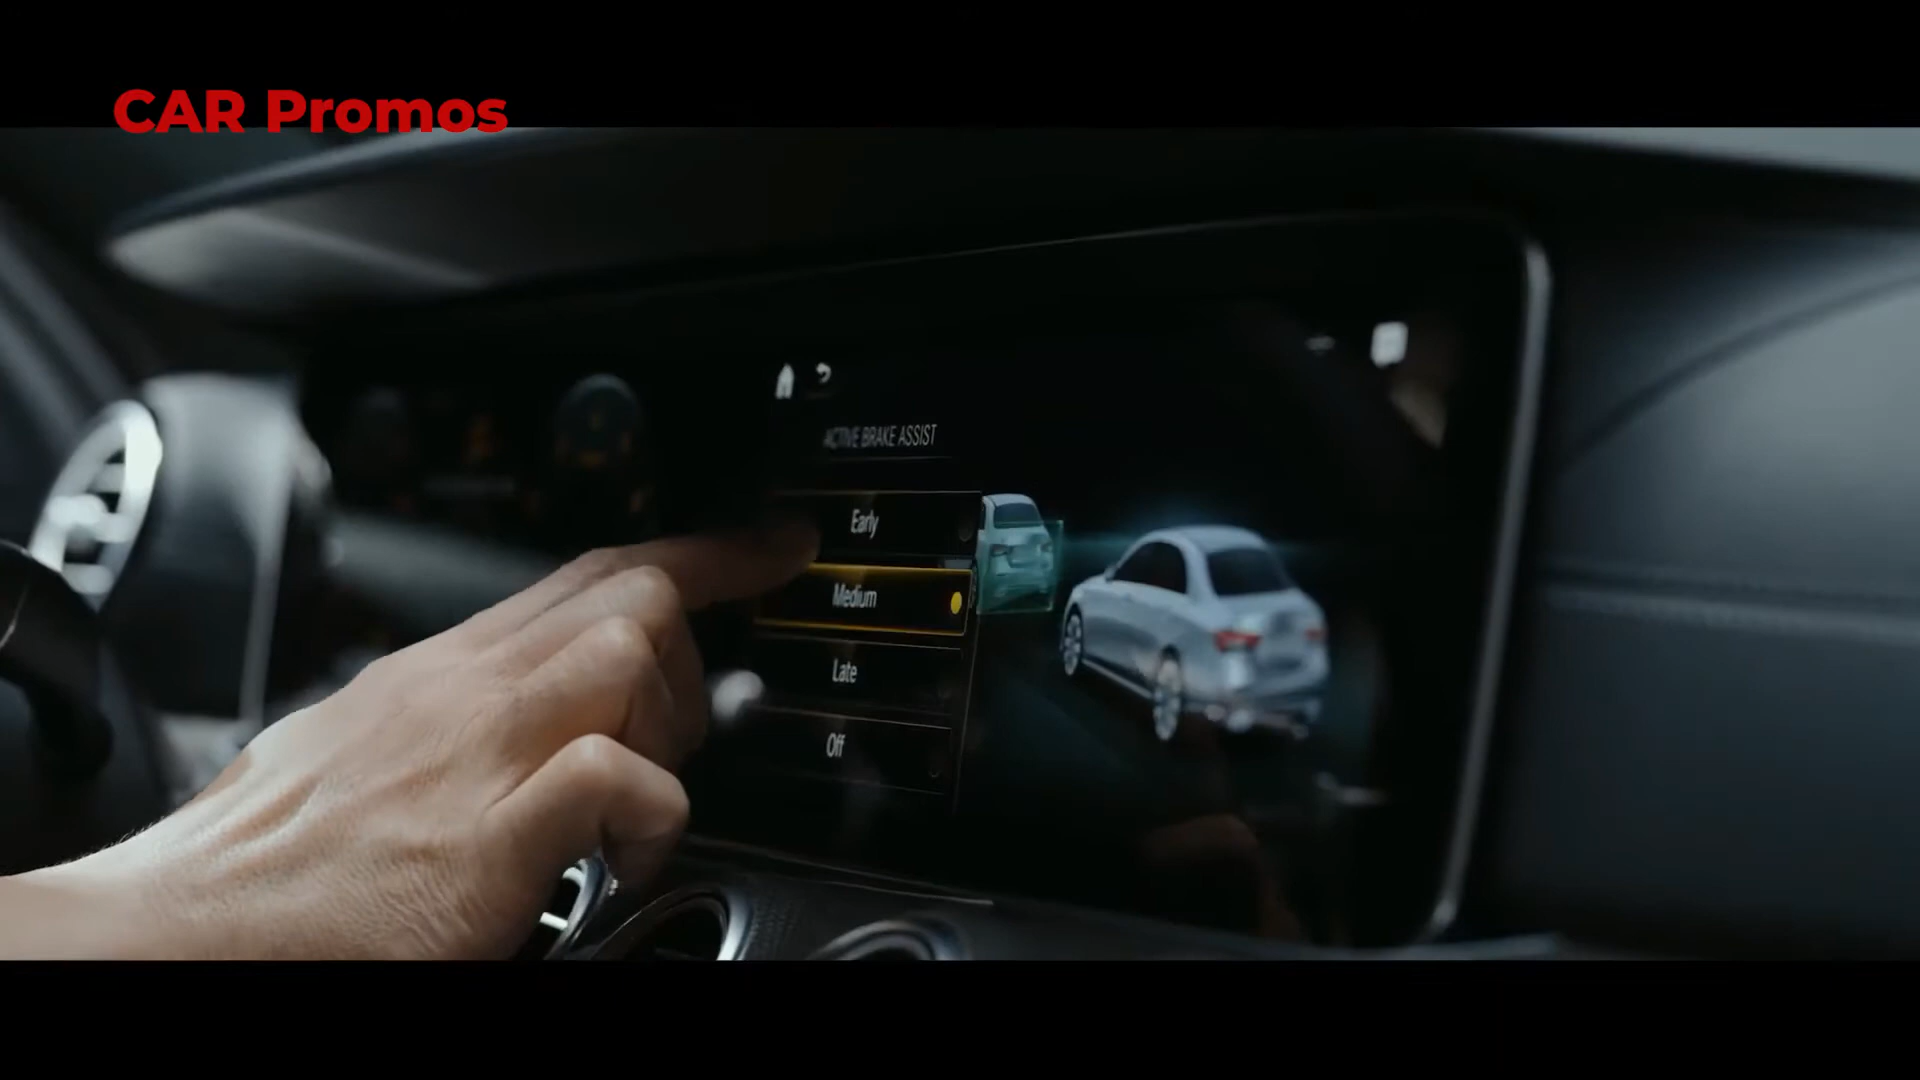 CAR Promos
ACTIVE BRAKE ASSIST
Early
Medium
Late
Off